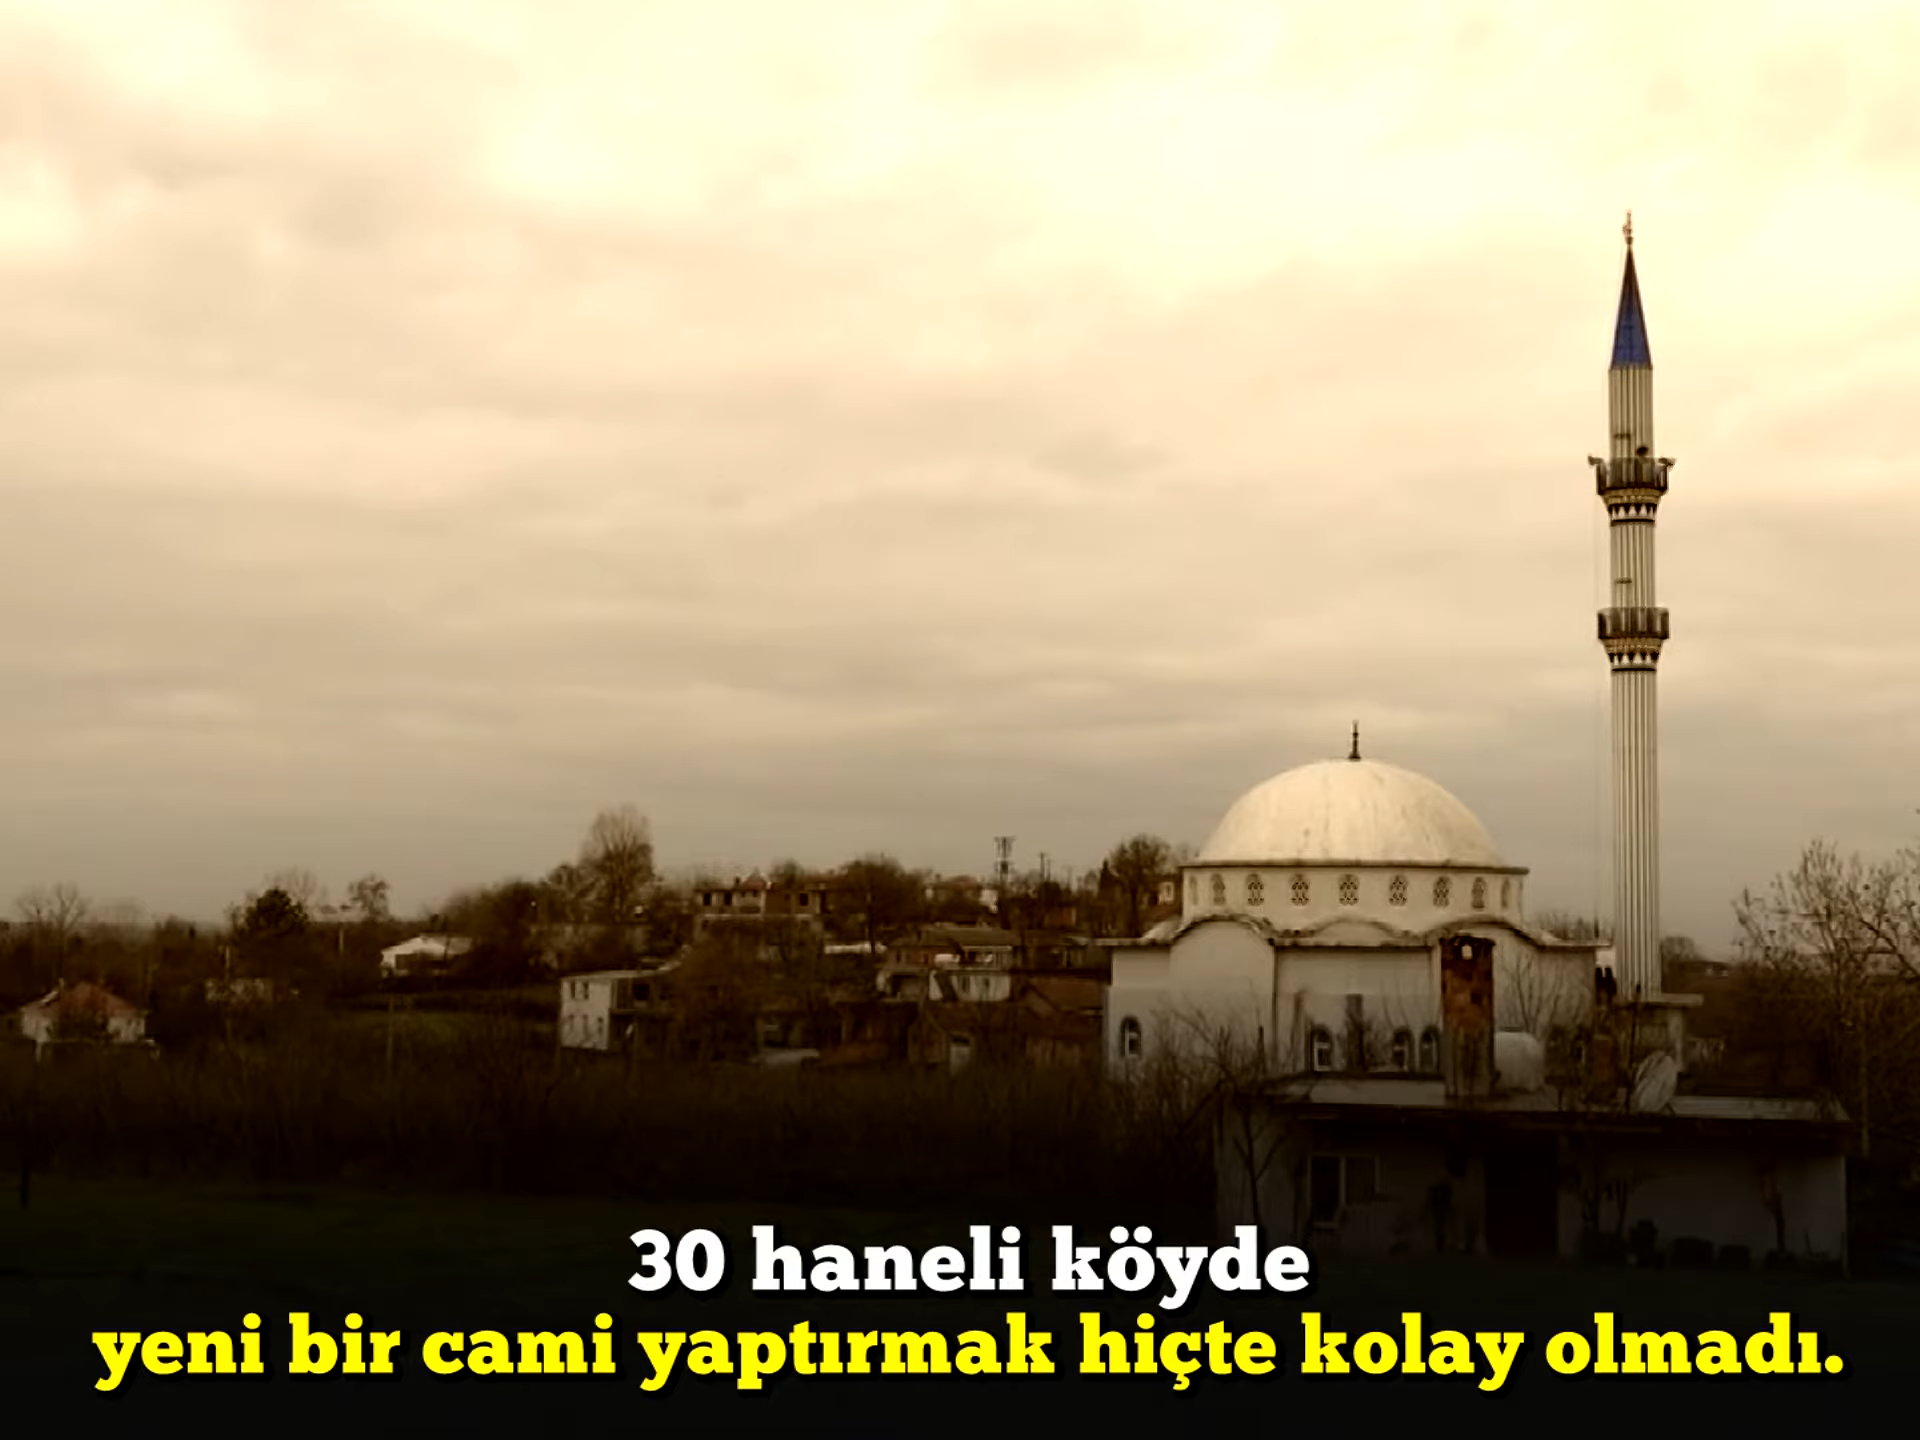 30 haneli köyde
yeni bir cami yaptırmak hiçte kolay olmadı.